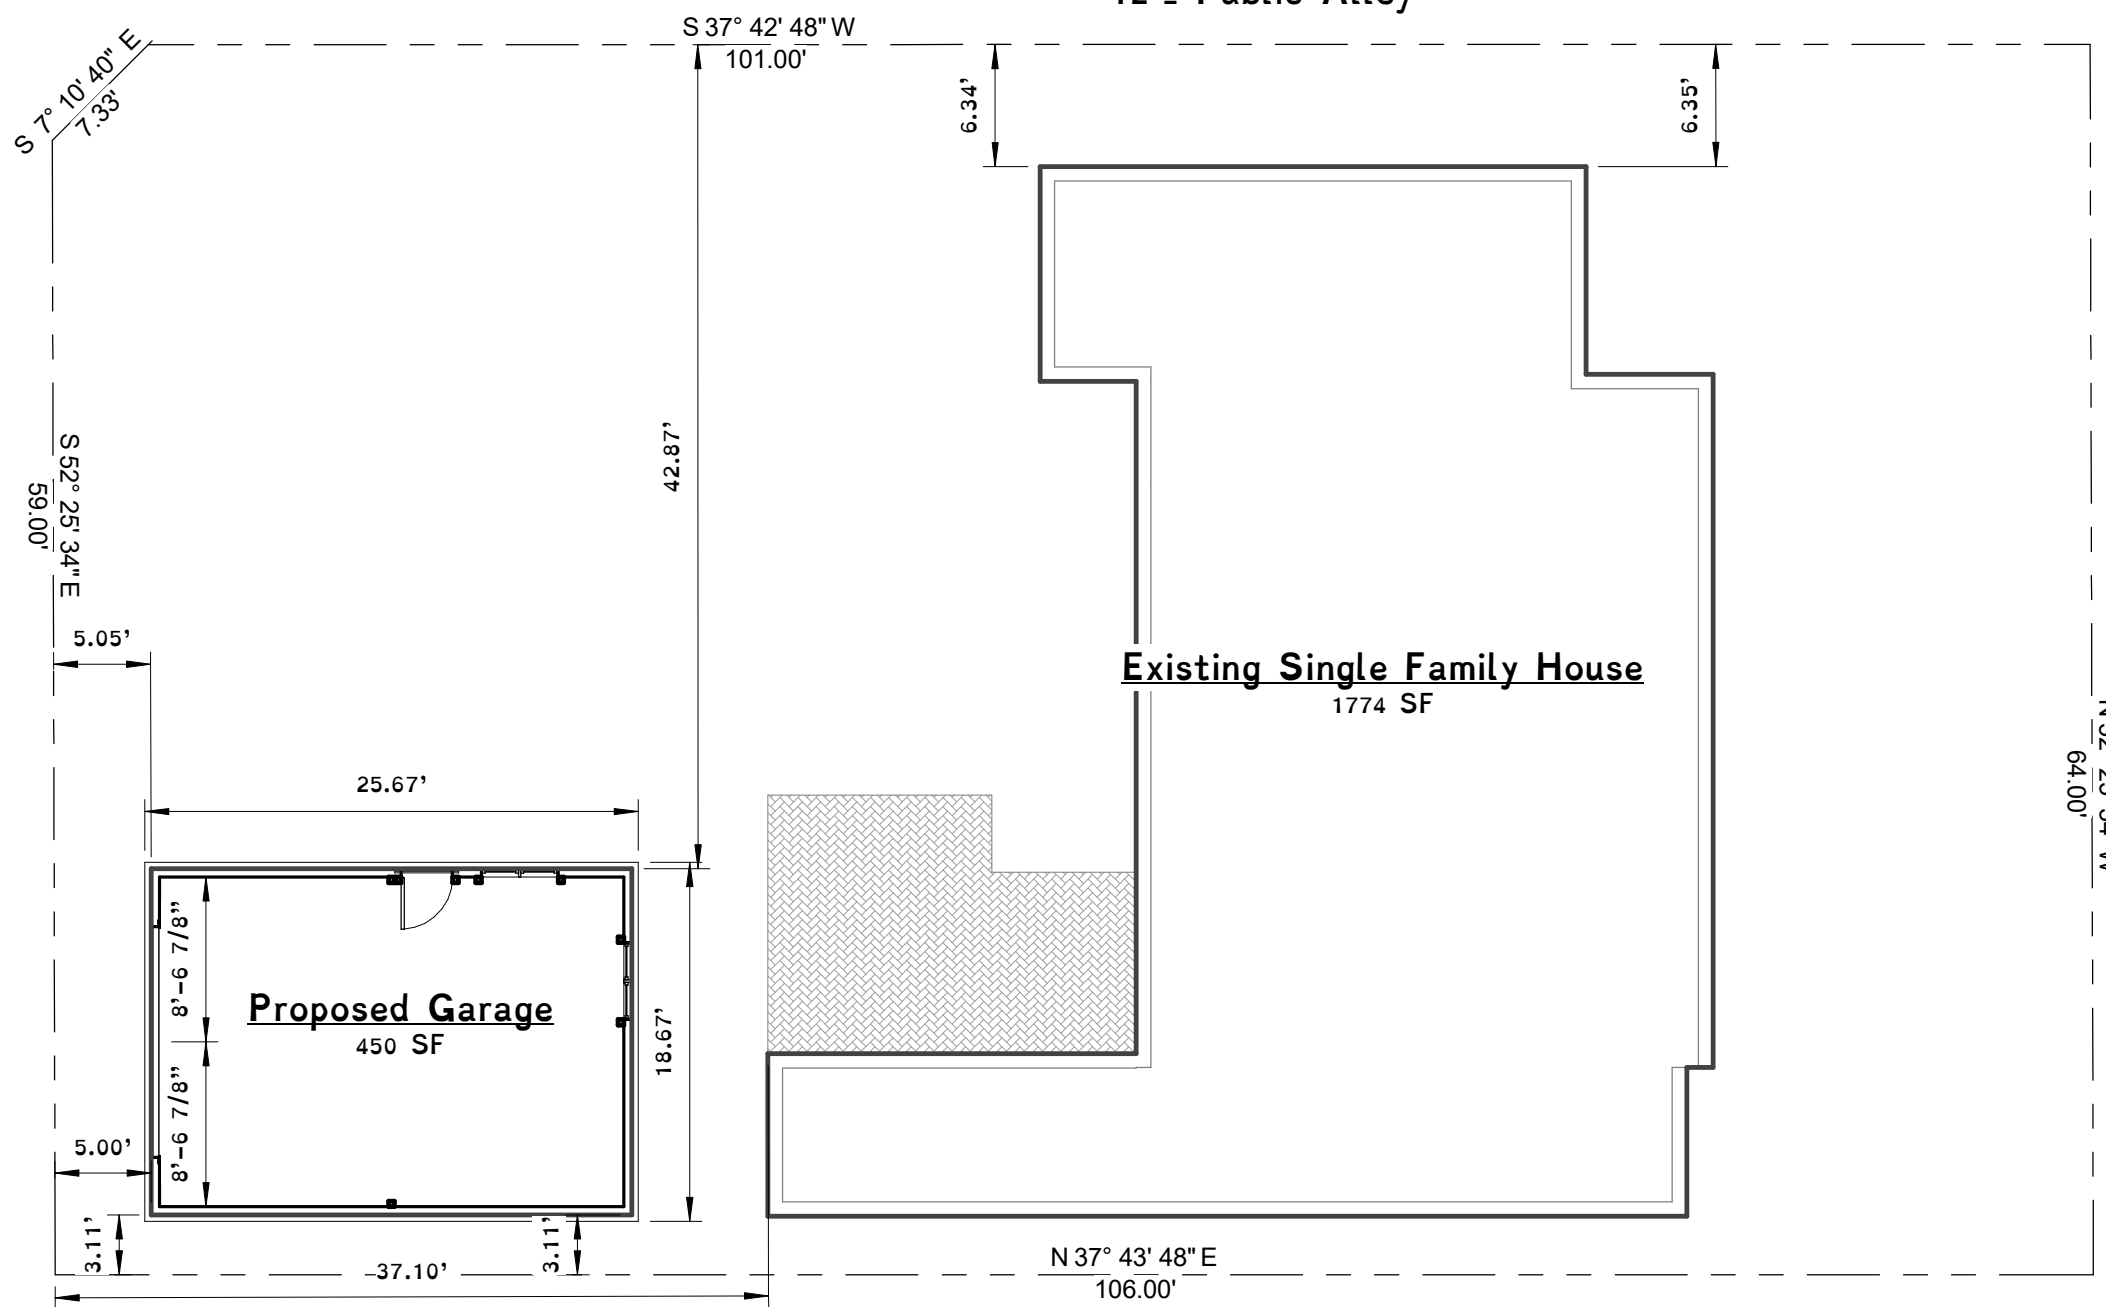 Public Alley
S 37° 42' 48" W
101.00'
S 7° 10' 40" E
7.33'
6.34'
6.35'
42.87'
S 52° 25' 34" E
59.00'
5.05'
Existing Single Family House
1774 SF
64.00'
25.67'
8'-6 7/8"
Proposed Garage
450 SF
18.67'
8'-6 7/8"
5.00'
3.11'
3.11'
37.10'
N 37° 43' 48" E
106.00'